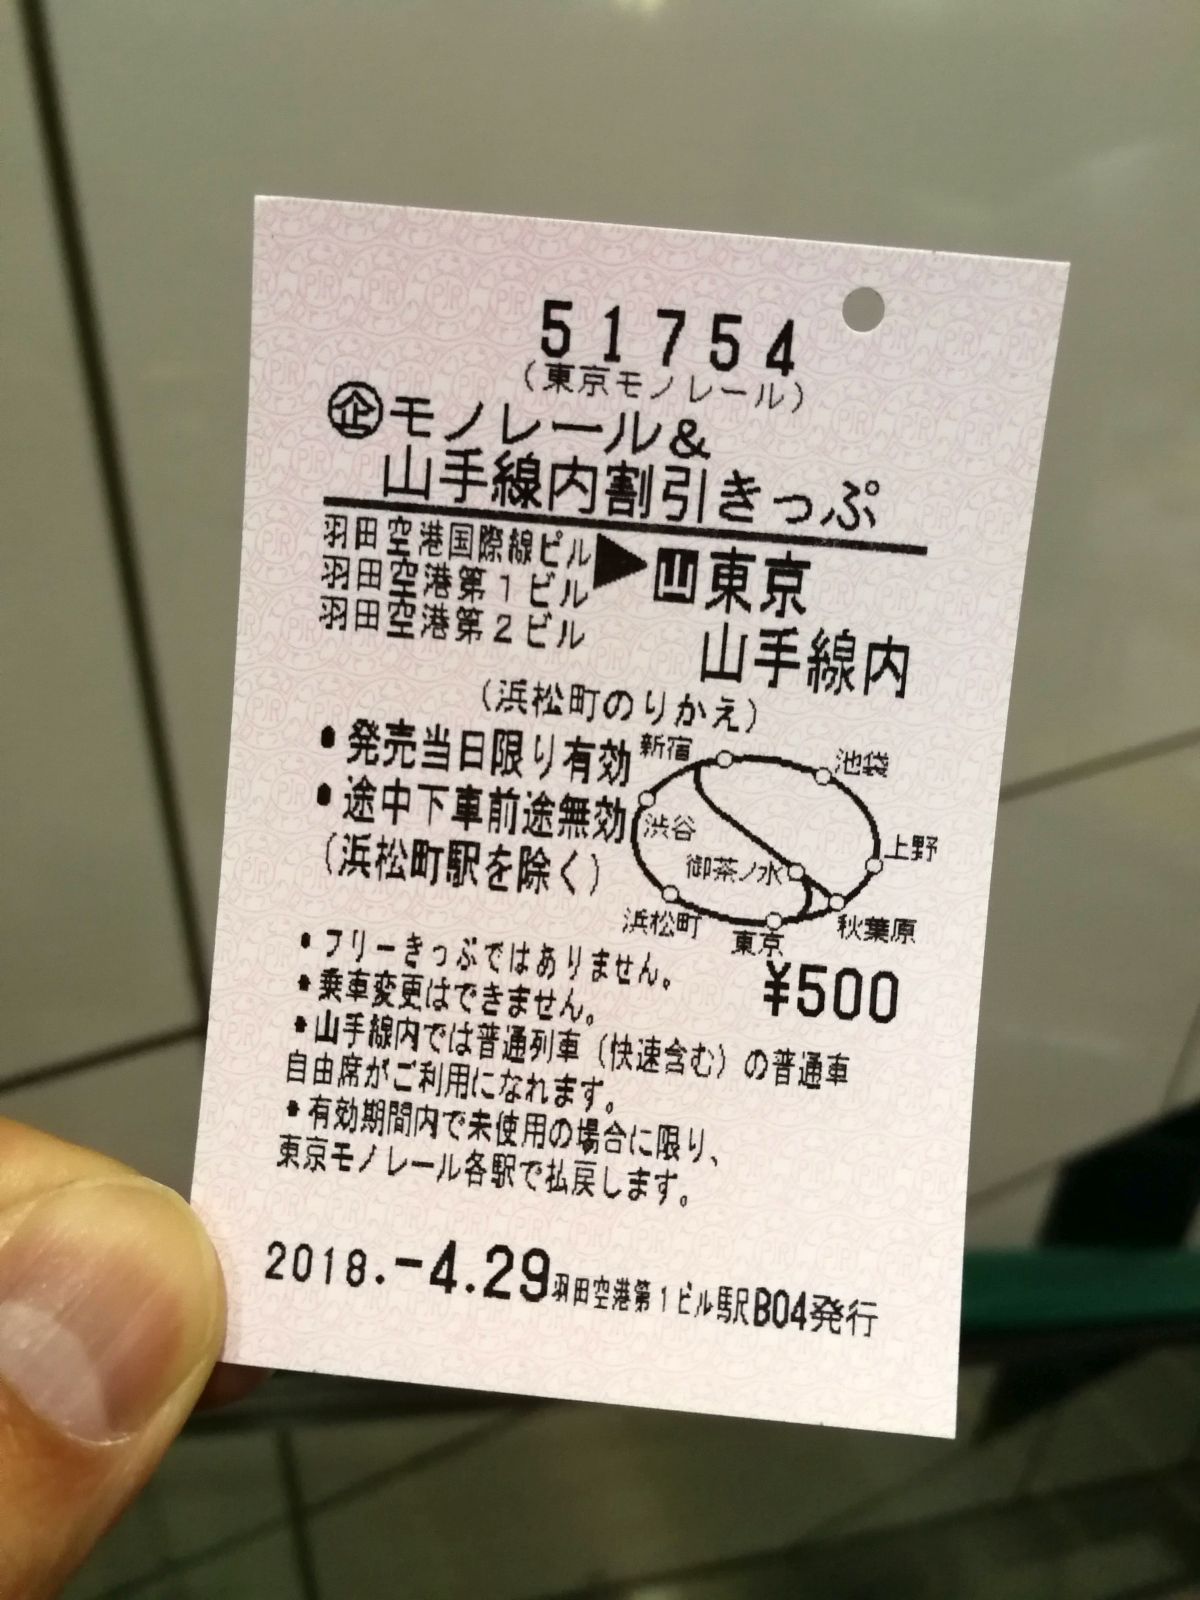 51754
(東京モノレール)
㊭モノレール&
山手線内割引きっぷ
羽田空港国際線ビル
羽田空港第1ビル
羽田空港第2ビル
▶山東京
山手線内
(浜松町のりかえ)
•発売当日限り有効
•途中下車前途無効
(浜松町駅を除く)
新宿
池袋
渋谷
上野
御茶ノ水
浜松町
東京
秋葉原
¥500
•フリーきっぷではありません。
•乗車変更はできません。
•山手線内では普通列車(快速含む)の普通車
自由席がご利用になれます。
•有効期間内で未使用の場合に限り、
東京モノレール各駅で払戻します。
2018.-4.29羽田空港第1ビル駅B04発行